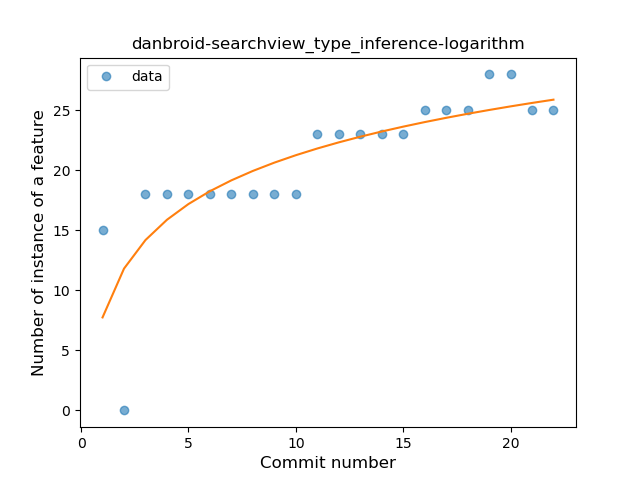 danbroid-searchview_type_inference-logarithm
data
Number of instance of a feature
25
20
15
10
5
0
0 5 10 15 20
Commit number